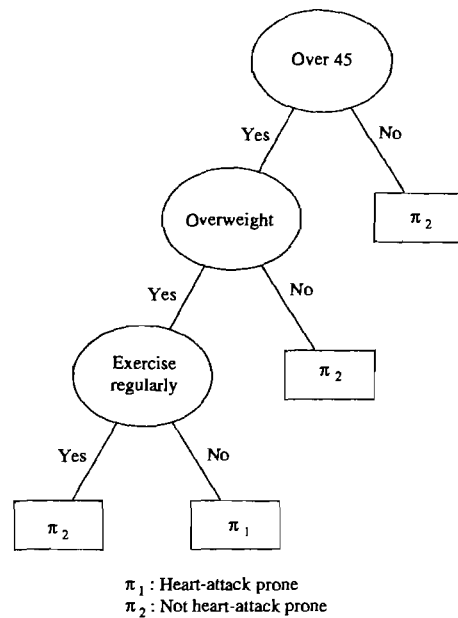 Over 45
Yes
No
Overweight
π 2
Yes
No
Exercise
regularly
π 2
Yes
No
π 2
π 1
π 1 : Heart-attack prone
π 2 : Not heart-attack prone